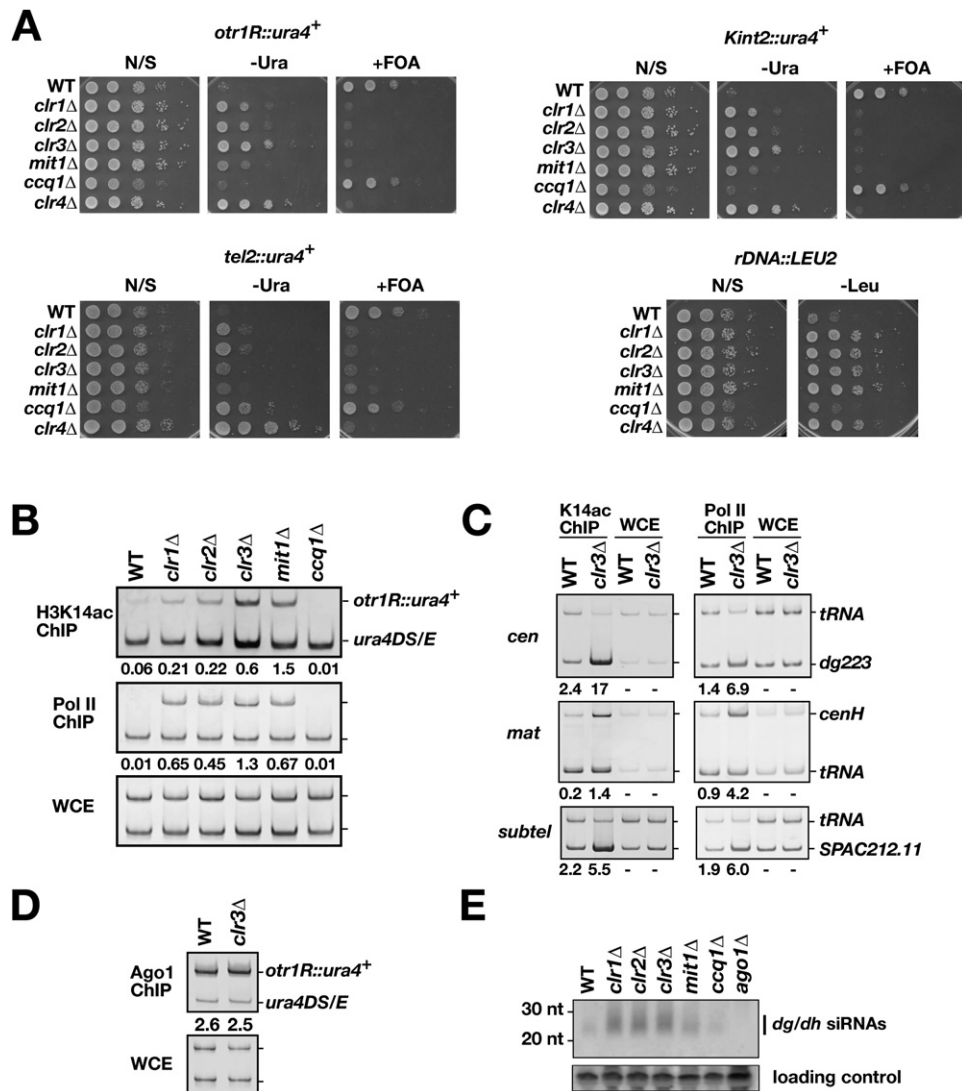 A
otr1R::ura4+
N/S -Ura +FOA
WT
clr1Δ
clr2Δ
clr3Δ
mit1Δ
ccq1Δ
clr4Δ
Kint2::ura4+
N/S -Ura +FOA
WT
clr1Δ
clr2Δ
clr3Δ
mit1Δ
ccq1Δ
clr4Δ
tel2::ura4+
N/S -Ura +FOA
WT
clr1Δ
clr2Δ
clr3Δ
mit1Δ
ccq1Δ
clr4Δ
rDNA::LEU2
N/S -Leu
WT
clr1Δ
clr2Δ
clr3Δ
mit1Δ
ccq1Δ
clr4Δ
B
WT clr1Δ clr2Δ clr3Δ mit1Δ ccq1Δ
H3K14ac
ChIP
otr1R::ura4+
ura4DS/E
0.06 0.21 0.22 0.6 1.5 0.01
Pol II
ChIP
0.01 0.65 0.45 1.3 0.67 0.01
WCE
C
K14ac
ChIP WCE
Pol II
ChIP WCE
WT clr3Δ WT clr3Δ WT clr3Δ WT clr3Δ
cen
tRNA
dg223
2.4 17 - - 1.4 6.9 - -
mat
cenH
tRNA
0.2 1.4 - - 0.9 4.2 - -
subtel
tRNA
SPAC212.11
2.2 5.5 - - 1.9 6.0 - -
D
WT clr3Δ
Ago1
ChIP
otr1R::ura4+
ura4DS/E
2.6 2.5
WCE
E
WT clr1Δ clr2Δ clr3Δ mit1Δ ccq1Δ ago1Δ
30 nt
20 nt
dg/dh siRNAs
loading control